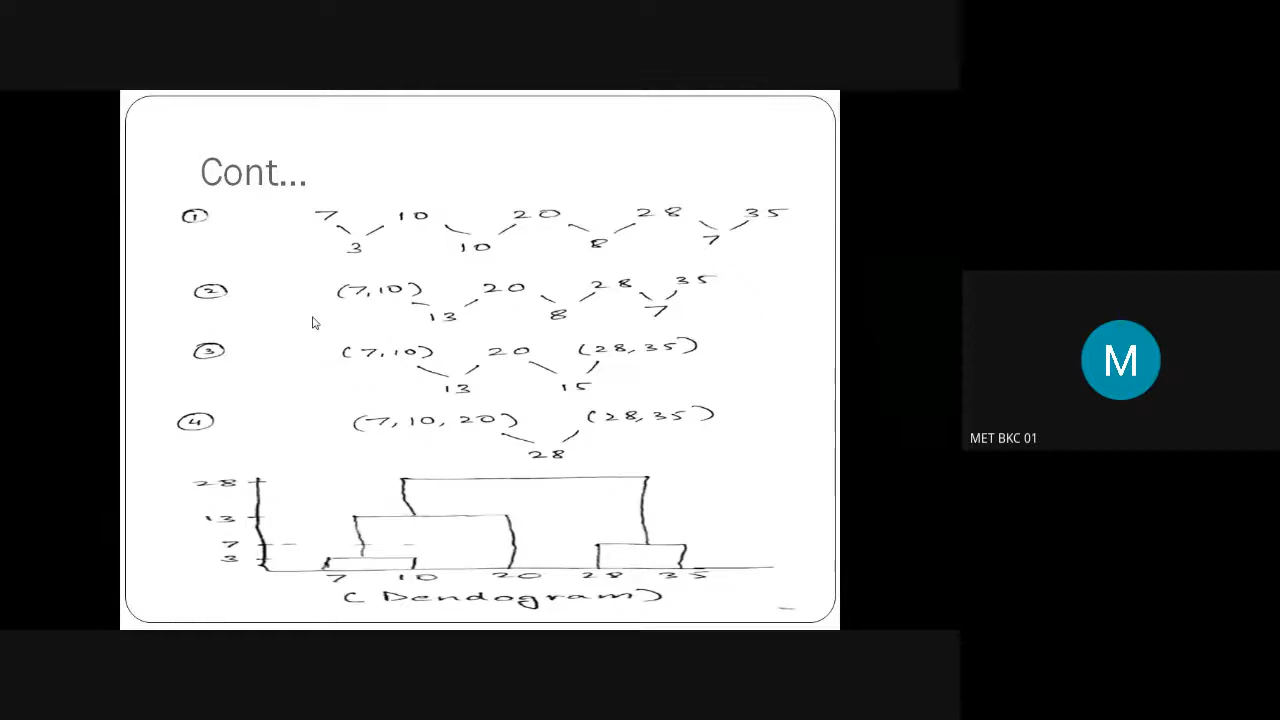 Cont...
① 7 10 20 28 35
3 10 8 7
② (7,10) 20 28 35
13 8 7
③ (7,10) 20 (28,35)
13 15
④ (7,10,20) (28,35)
28
28
13
7
3
7 10 20 28 35
(Dendogram)
M
MET BKC 01